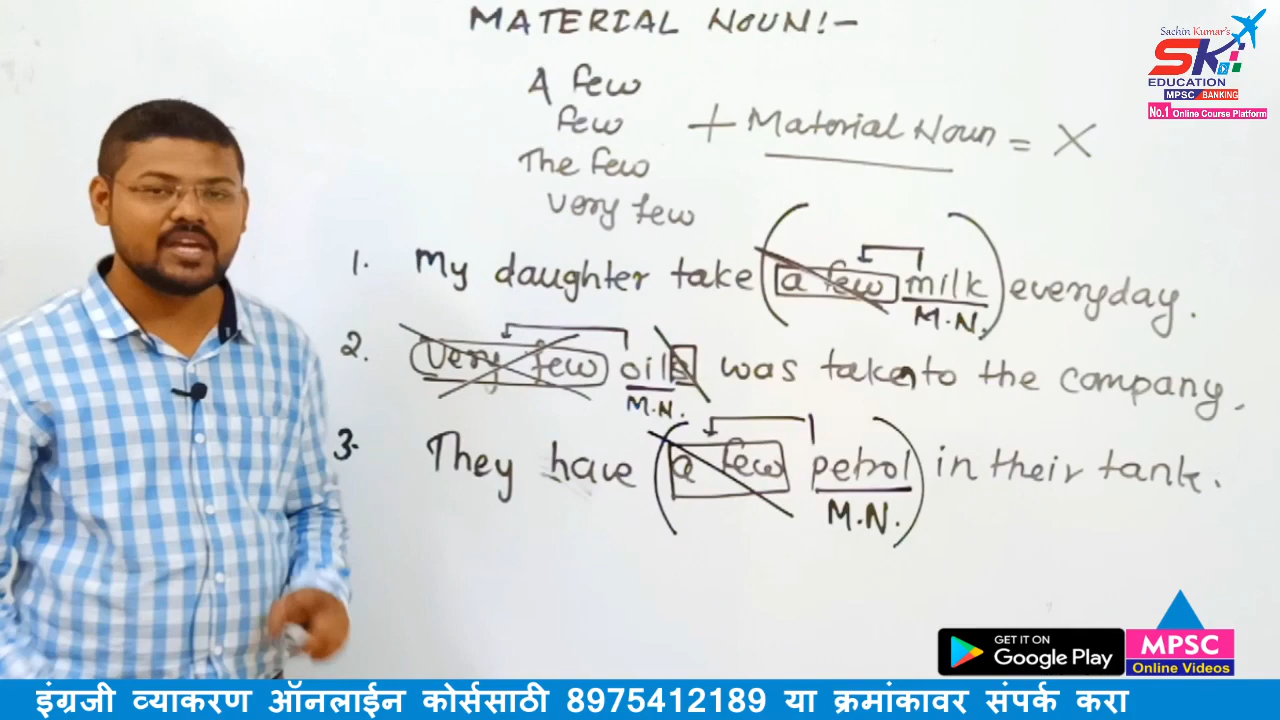 MATERIAL NOUN!-
A few
few
The few
very few
+ Material Noun = X
1. My daughter take (a few milk) everyday.
M.N.
2. Very few oils was taken to the company.
M.N.
3. They have (a few petrol) in their tank.
M.N.
Sachin Kumar's
SK
EDUCATION
MPSC BANKING
No.1 Online Course Platform
GET IT ON
Google Play
MPSC
Online Videos
इंग्रजी व्याकरण ऑनलाईन कोर्ससाठी 8975412189 या क्रमांकावर संपर्क करा